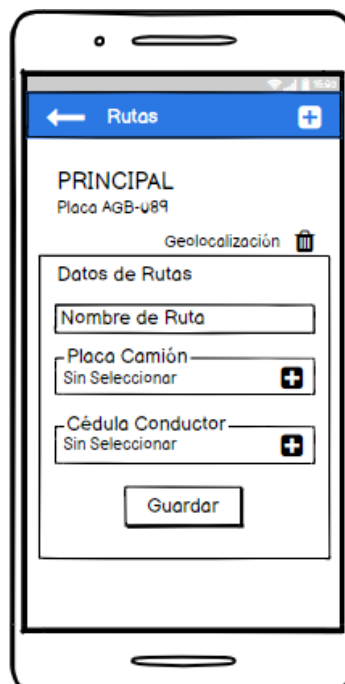 Rutas
PRINCIPAL
Placa AGB-089
Geolocalización
Datos de Rutas
Nombre de Ruta
Placa Camión
Sin Seleccionar
Cédula Conductor
Sin Seleccionar
Guardar